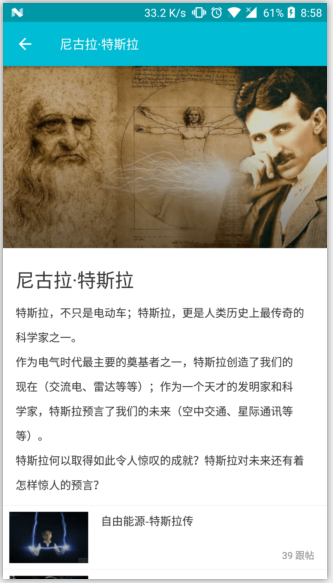 33.2 K/s 61% 8:58
尼古拉·特斯拉
尼古拉·特斯拉
特斯拉，不只是电动车；特斯拉，更是人类历史上最传奇的
科学家之一。
作为电气时代最主要的奠基者之一，特斯拉创造了我们的
现在（交流电、雷达等等）；作为一个天才的发明家和科
学家，特斯拉预言了我们的未来（空中交通、星际通讯等
等）。
特斯拉何以取得如此令人惊叹的成就？特斯拉对未来还有着
怎样惊人的预言？
自由能源-特斯拉传
39 跟帖